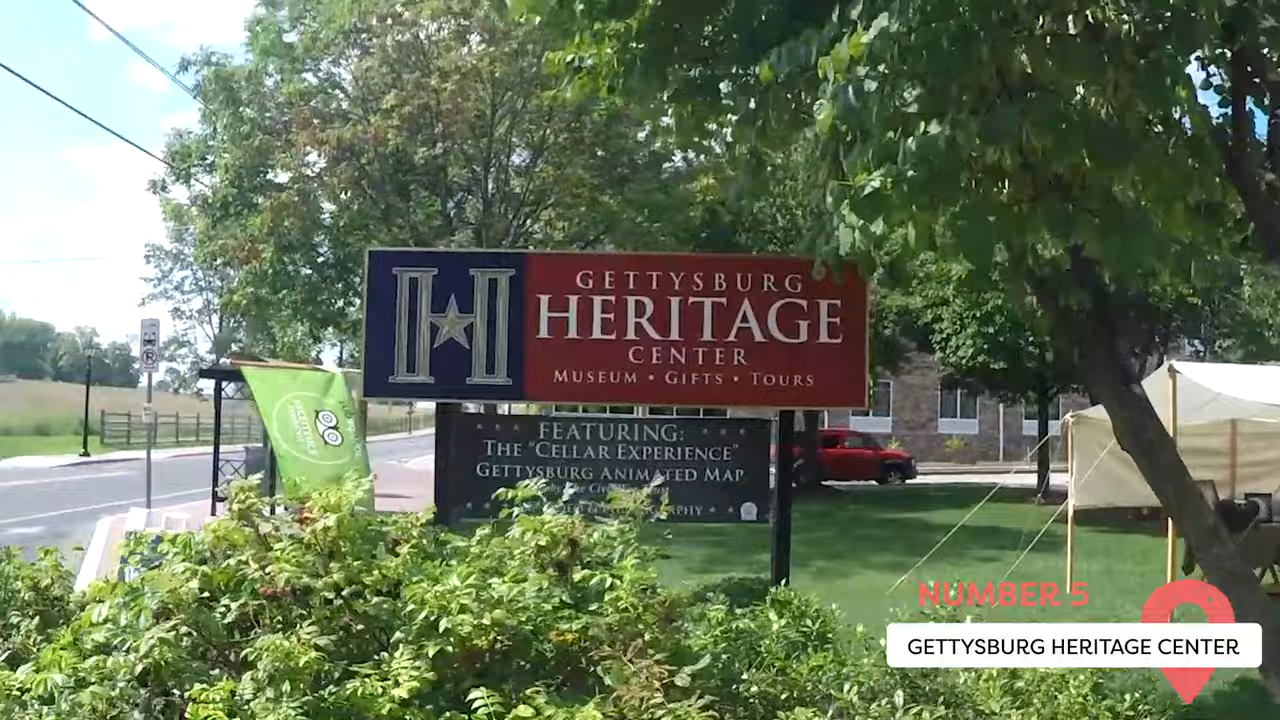 GETTYSBURG
HERITAGE
CENTER
MUSEUM • GIFTS • TOURS
FEATURING:
THE "CELLAR EXPERIENCE"
GETTYSBURG ANIMATED MAP
NUMBER 5
GETTYSBURG HERITAGE CENTER